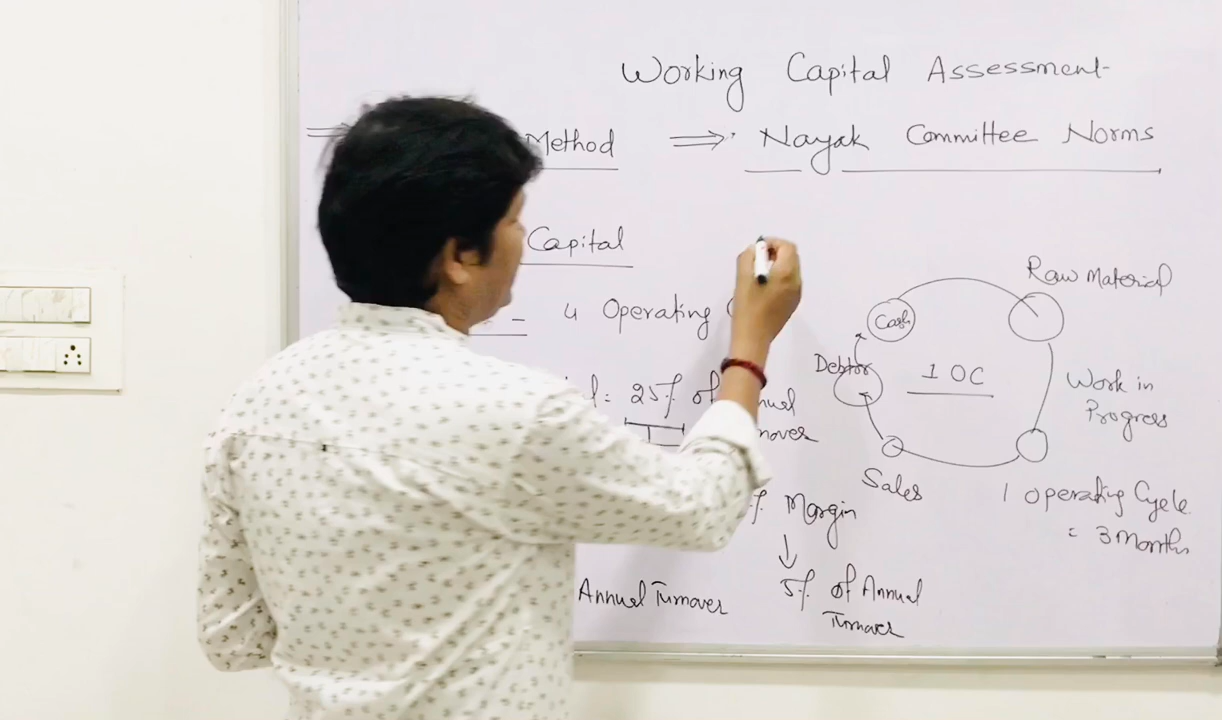 Working Capital Assessment
⇒ Method ⇒ Nayak Committee Norms
Capital
= 4 Operating
= 25% of
% Margin
↓
Annual Turnover
5% of Annual
Turnover
Raw Material
Cash
Debtor
1 OC
Work in
Progress
Sales
1 Operating Cycle
= 3 Months